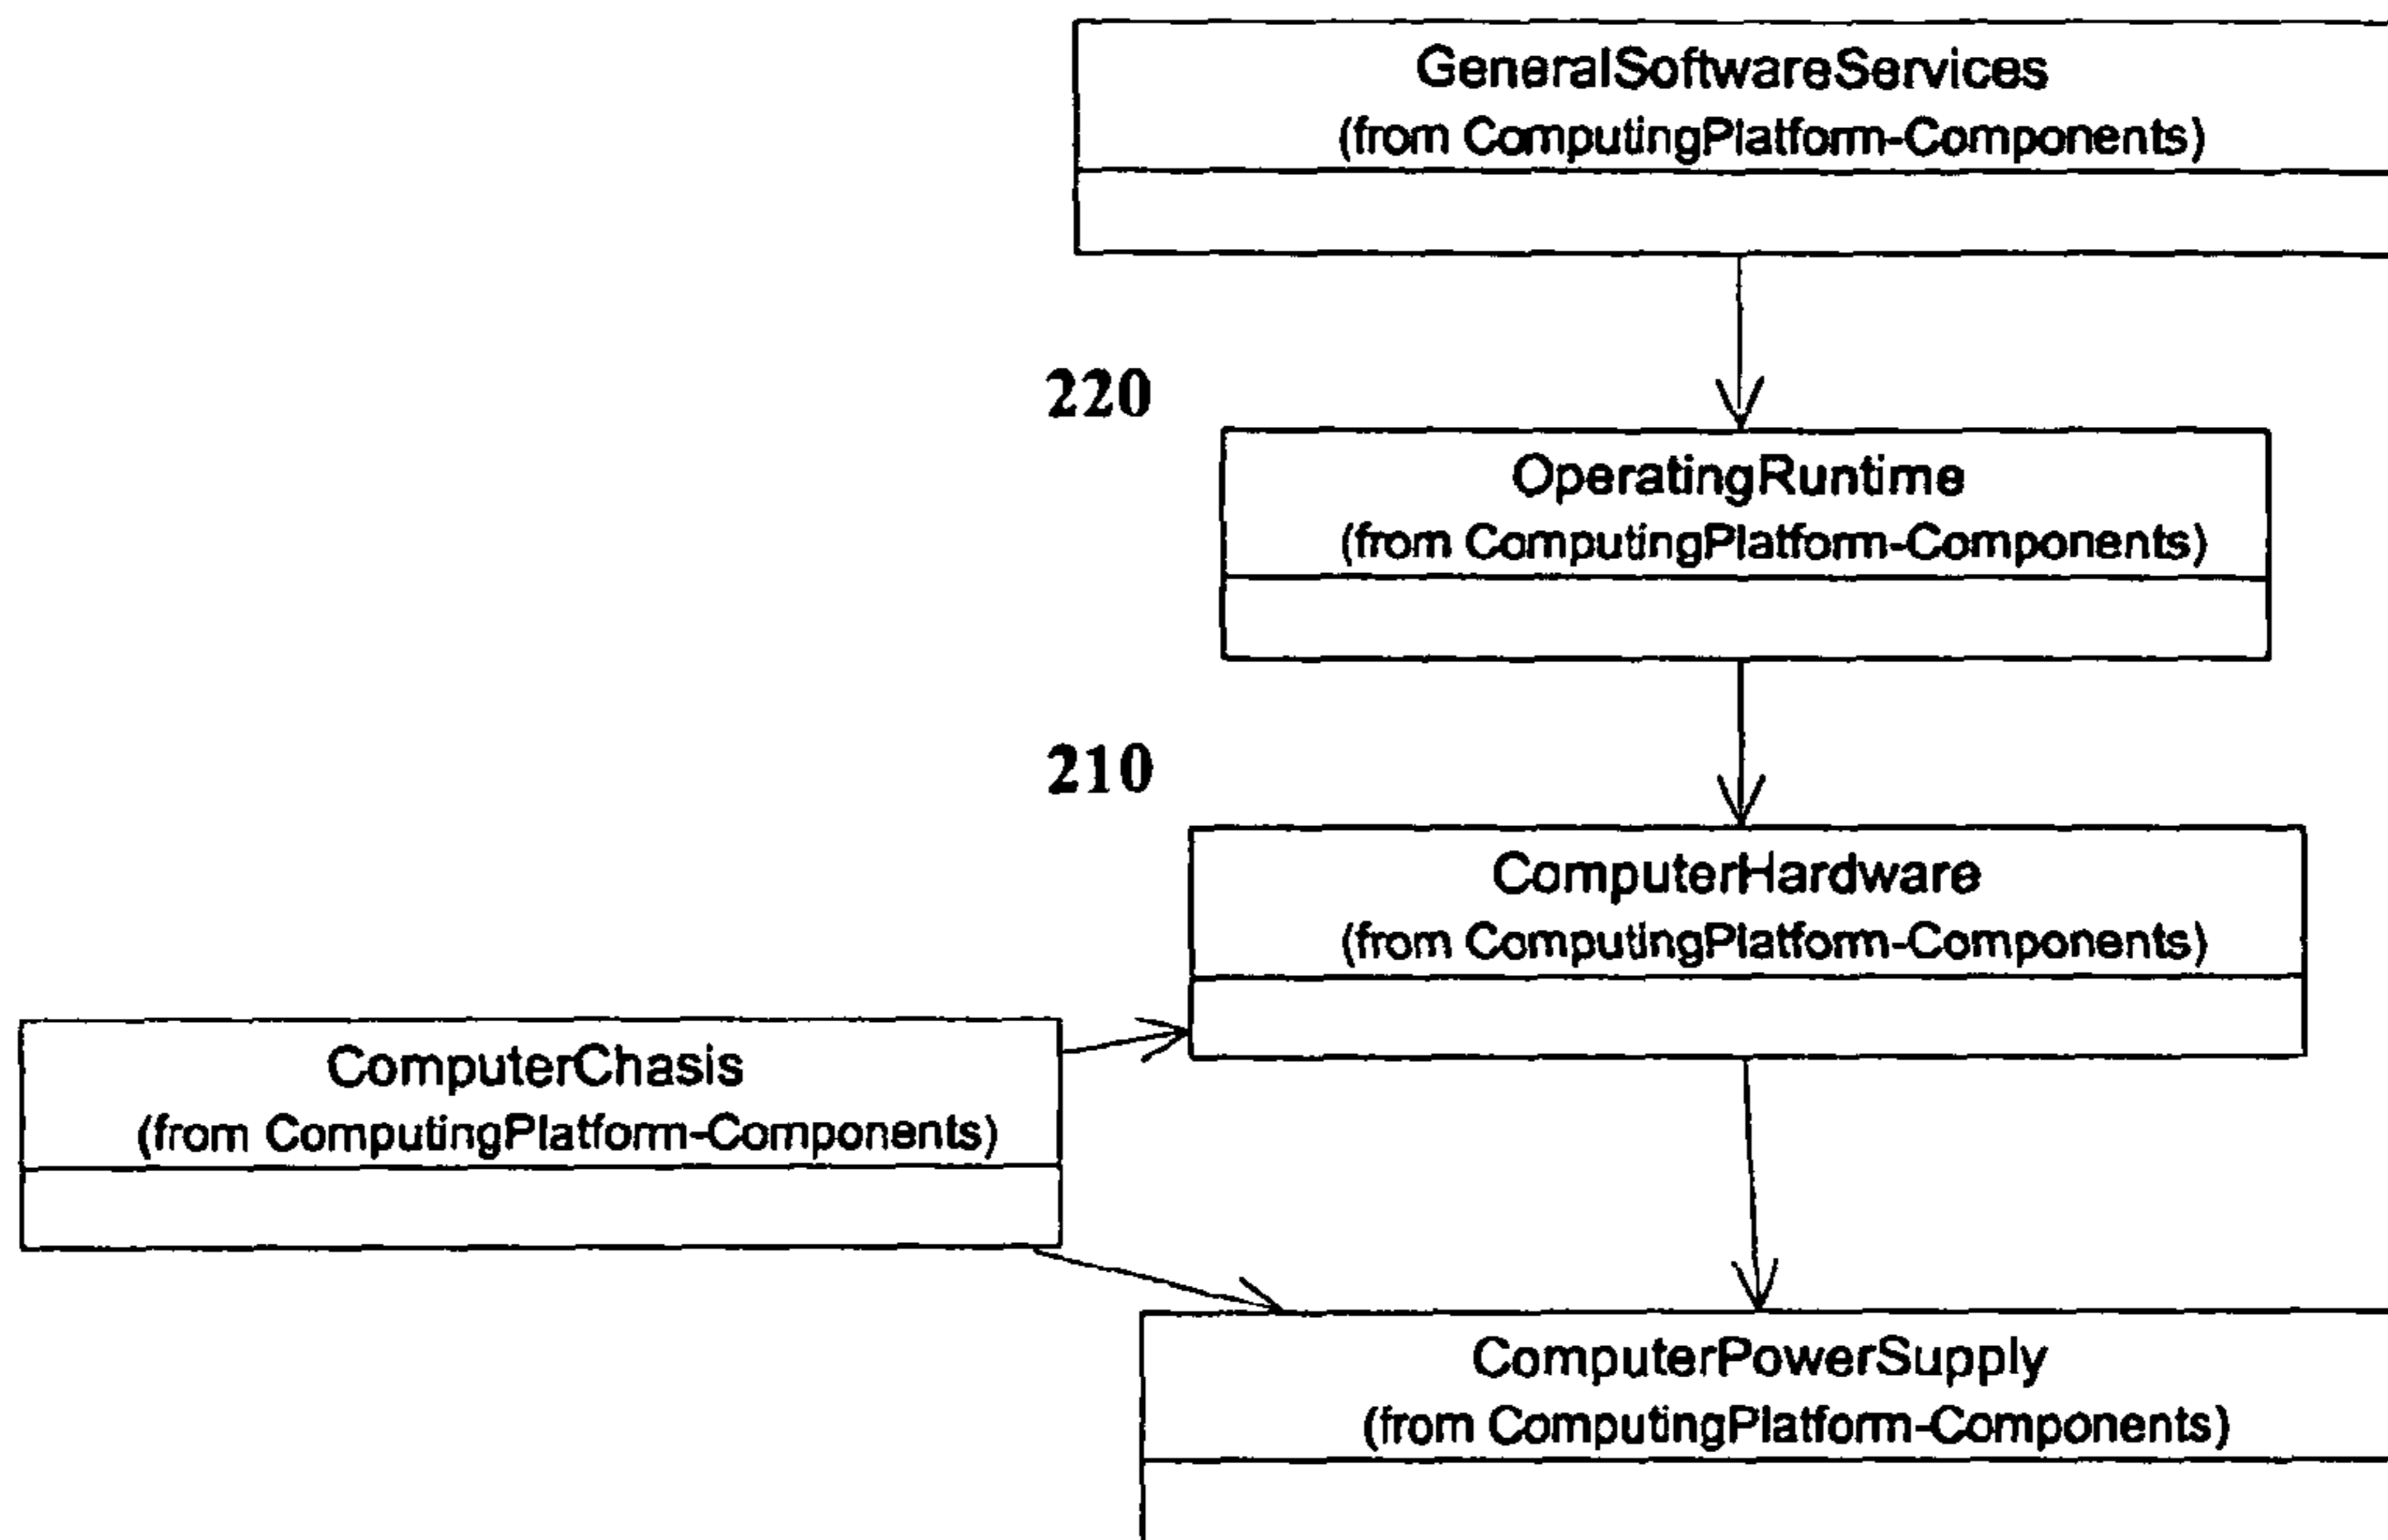 GeneralSoftwareServices
(from ComputingPlatform-Components)
220
OperatingRuntime
(from ComputingPlatform-Components)
210
ComputerHardware
(from ComputingPlatform-Components)
ComputerChasis
(from ComputingPlatform-Components)
ComputerPowerSupply
(from ComputingPlatform-Components)